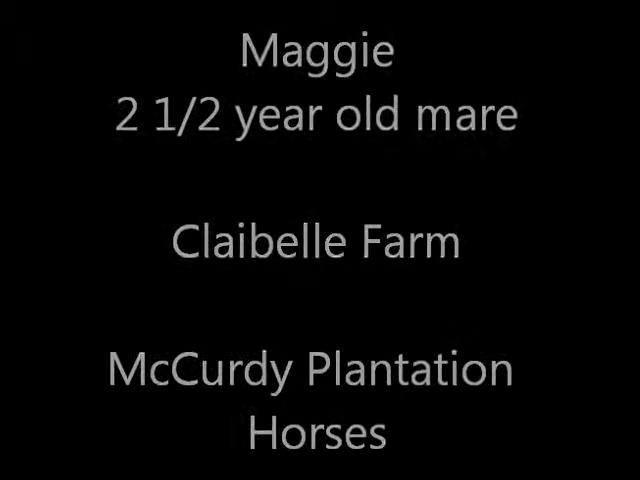 Maggie
2 1/2 year old mare
Claibelle Farm
McCurdy Plantation
Horses